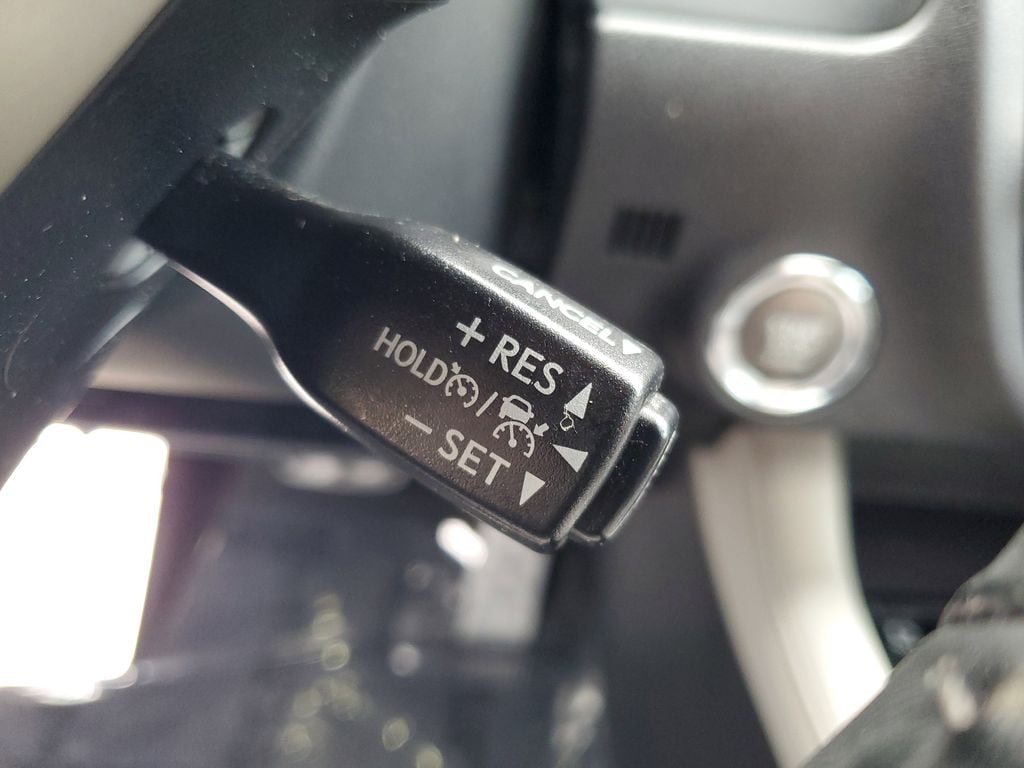 CANCEL
+ RES
HOLD /
− SET